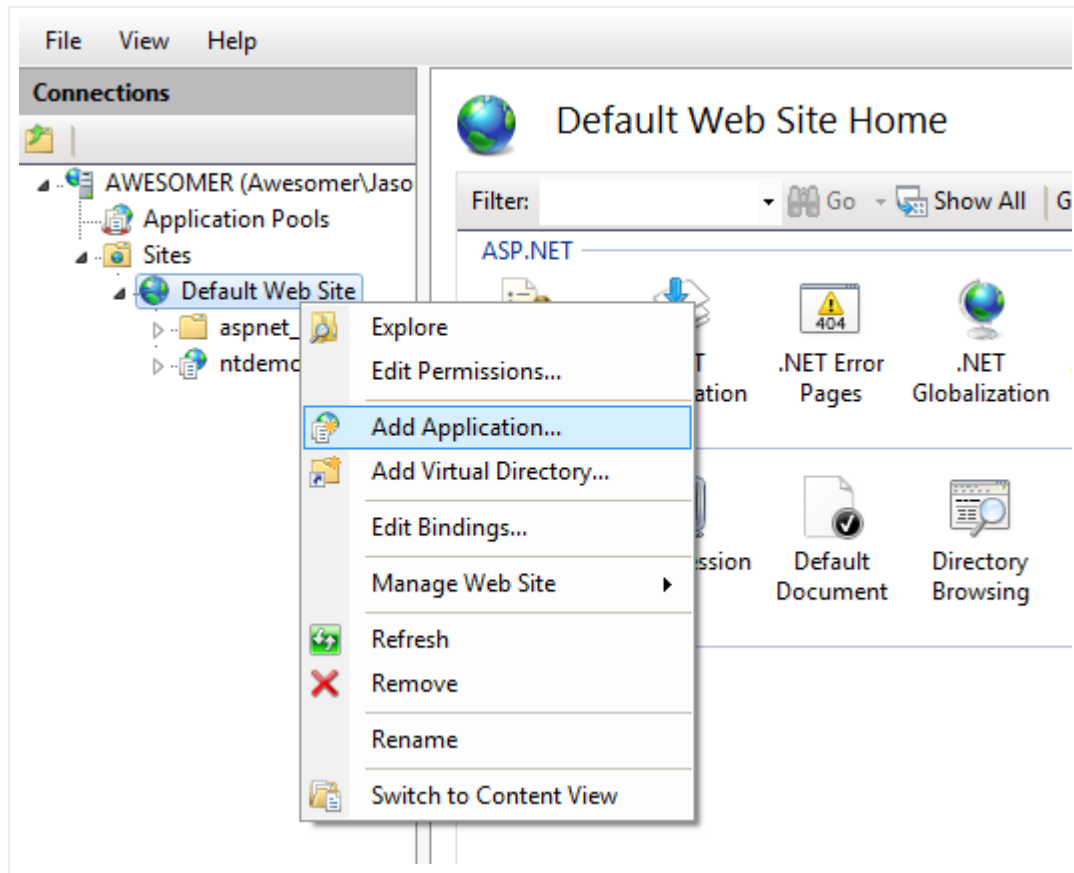 File View Help
Connections
Default Web Site Home
AWESOMER (Awesomer\Jaso
Application Pools
Sites
Default Web Site
aspnet_
ntdemo
Filter: Go Show All G
ASP.NET
404
.NET Error
Pages
.NET
Globalization
T
ation
Explore
Edit Permissions...
Add Application...
Add Virtual Directory...
Edit Bindings...
Manage Web Site
Refresh
Remove
Rename
Switch to Content View
ssion
Default
Document
Directory
Browsing